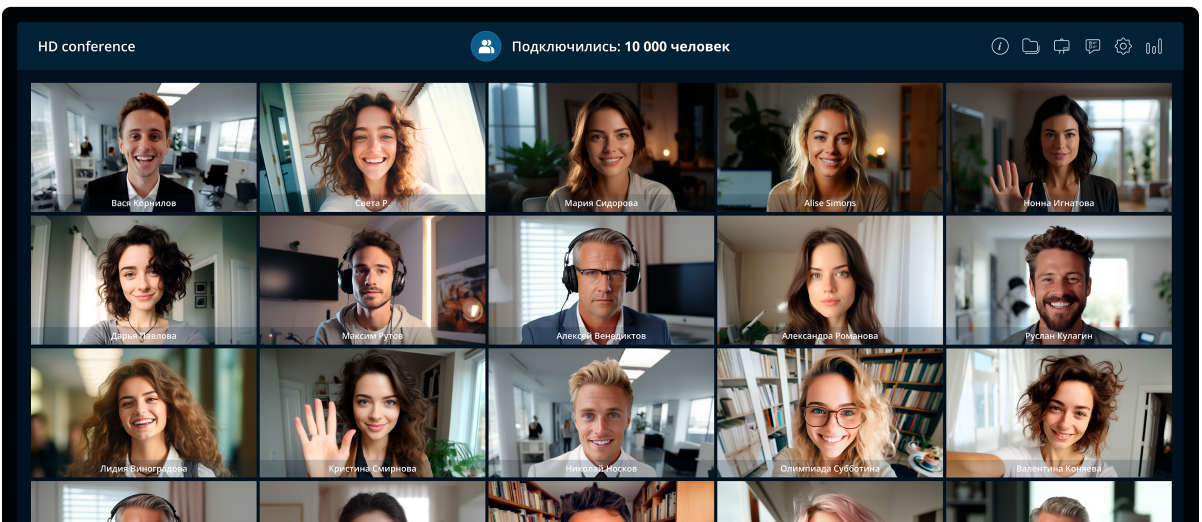 HD conference
Подключились: 10 000 человек
Вася Корнилов
Света Р.
Мария Сидорова
Alise Simons
Нонна Игнатова
Дарья Павлова
Максим Рутов
Алексей Венедиктов
Александра Романова
Руслан Кулагин
Лидия Виноградова
Кристина Смирнова
Николай Носков
Олимпиада Субботина
Валентина Коняева